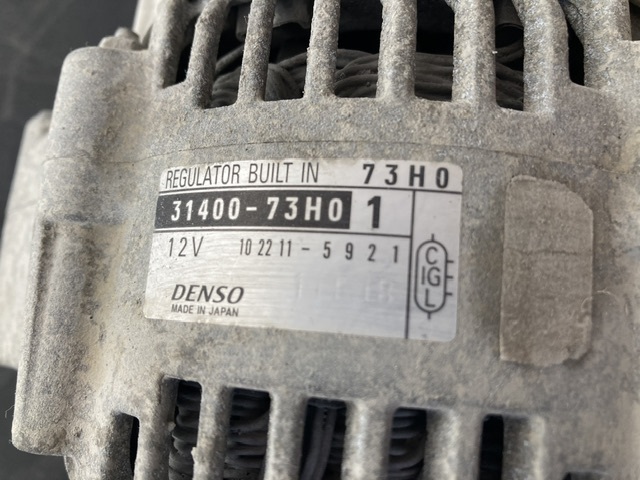 REGULATOR BUILT IN 73H0
31400-73H0 1
12V 102211-5921
DENSO
MADE IN JAPAN
C
IG
L